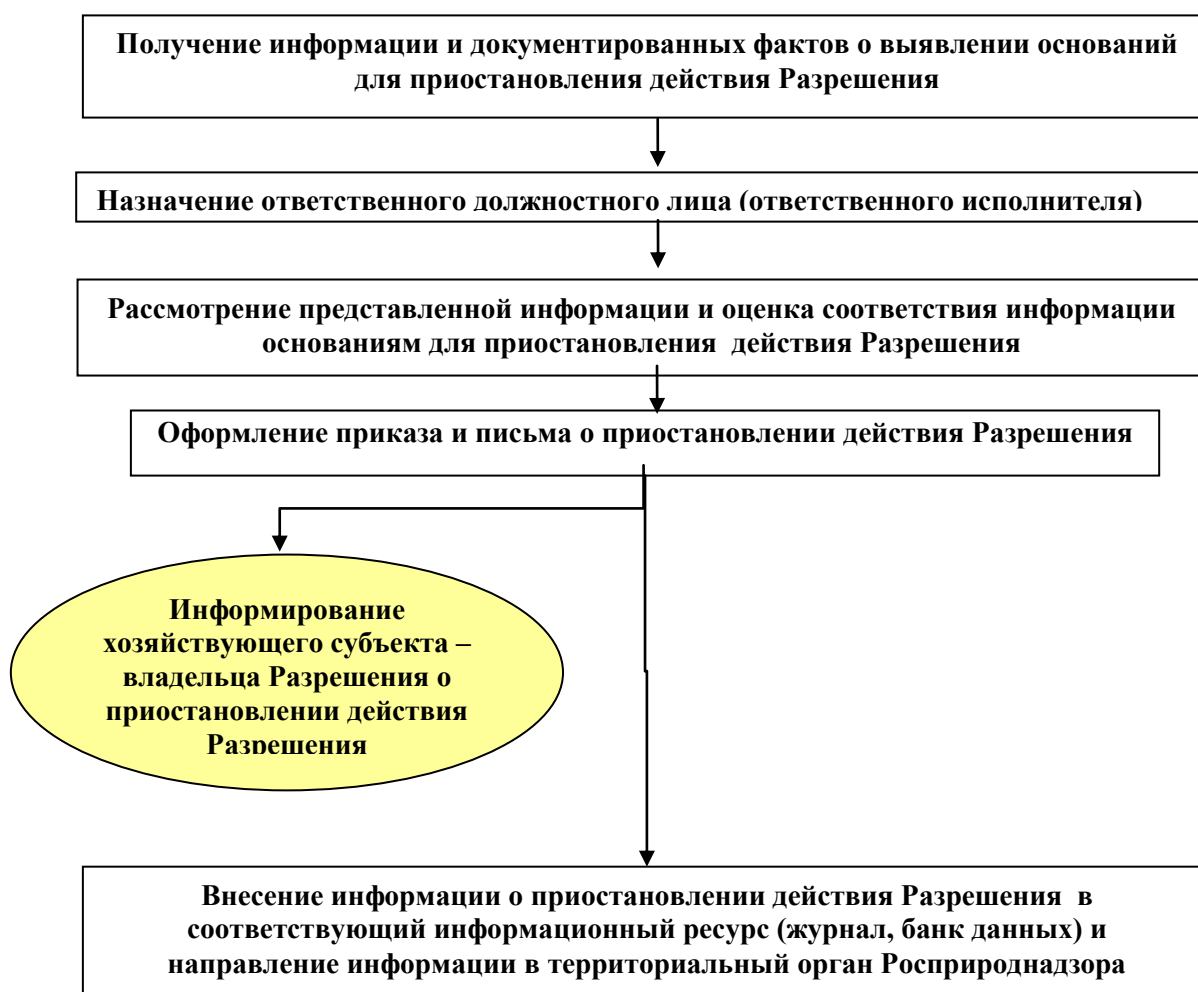 Получение информации и документированных фактов о выявлении оснований
для приостановления действия Разрешения
Назначение ответственного должностного лица (ответственного исполнителя)
Рассмотрение представленной информации и оценка соответствия информации
основаниям для приостановления действия Разрешения
Оформление приказа и письма о приостановлении действия Разрешения
Информирование
хозяйствующего субъекта –
владельца Разрешения о
приостановлении действия
Разрешения
Внесение информации о приостановлении действия Разрешения в
соответствующий информационный ресурс (журнал, банк данных) и
направление информации в территориальный орган Росприроднадзора